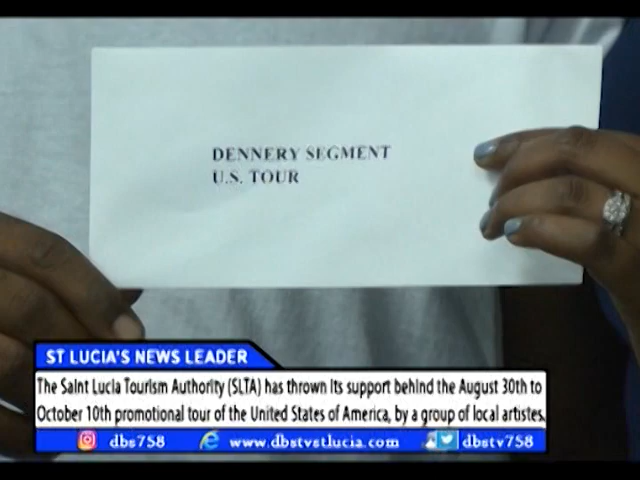 DENNERY SEGMENT
U.S. TOUR
ST LUCIA'S NEWS LEADER
The Saint Lucia Tourism Authority (SLTA) has thrown its support behind the August 30th to
October 10th promotional tour of the United States of America, by a group of local artistes.
dbs758 www.dbstvstlucia.com dbstv758